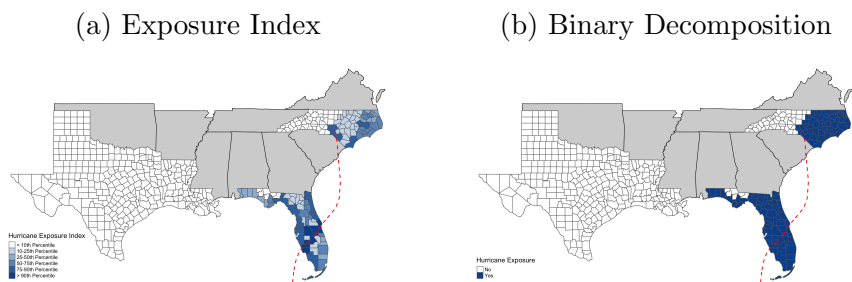 (a) Exposure Index
(b) Binary Decomposition
Hurricane Exposure Index
< 10th Percentile
10-25th Percentile
25-50th Percentile
50-75th Percentile
75-90th Percentile
> 90th Percentile
Hurricane Exposure
No
Yes